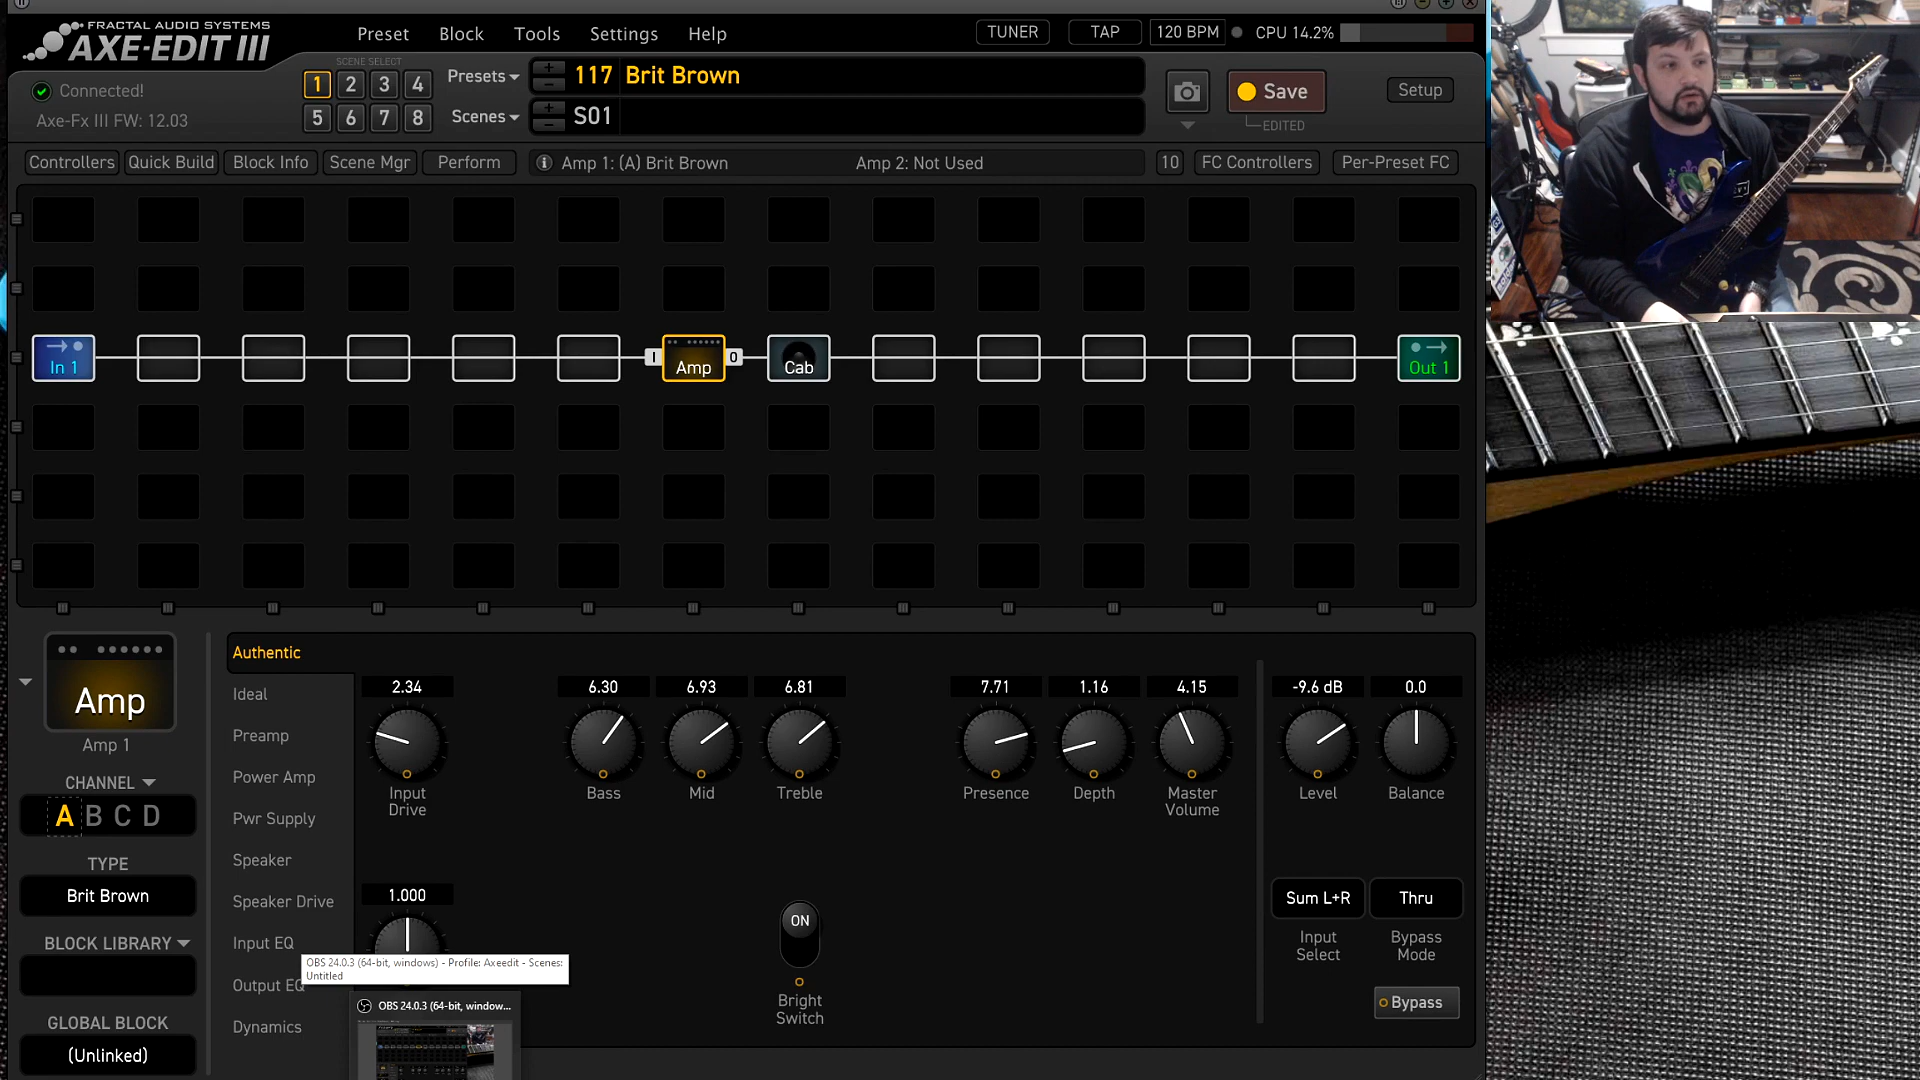 FRACTAL AUDIO SYSTEMS
AXE-EDIT III
Preset Block Tools Settings Help
TUNER TAP 120 BPM CPU 14.2%
SCENE SELECT
1 2 3 4
5 6 7 8
Presets 117 Brit Brown
Scenes S01
Connected!
Axe-Fx III FW: 12.03
Save
EDITED
Setup
Controllers Quick Build Block Info Scene Mgr Perform
Amp 1: (A) Brit Brown Amp 2: Not Used
10 FC Controllers Per-Preset FC
In 1 I Amp O Cab Out 1
Amp
Amp 1
CHANNEL
A B C D
TYPE
Brit Brown
BLOCK LIBRARY
GLOBAL BLOCK
(Unlinked)
Authentic
Ideal
Preamp
Power Amp
Pwr Supply
Speaker
Speaker Drive
Input EQ
Output EQ
Dynamics
2.34 6.30 6.93 6.81 7.71 1.16 4.15 -9.6 dB 0.0
Input Drive Bass Mid Treble Presence Depth Master Volume Level Balance
1.000
ON
Bright Switch
Sum L+R Thru
Input Select Bypass Mode
Bypass
OBS 24.0.3 (64-bit, windows) - Profile: Axeedit - Scenes:
Untitled
OBS 24.0.3 (64-bit, window...